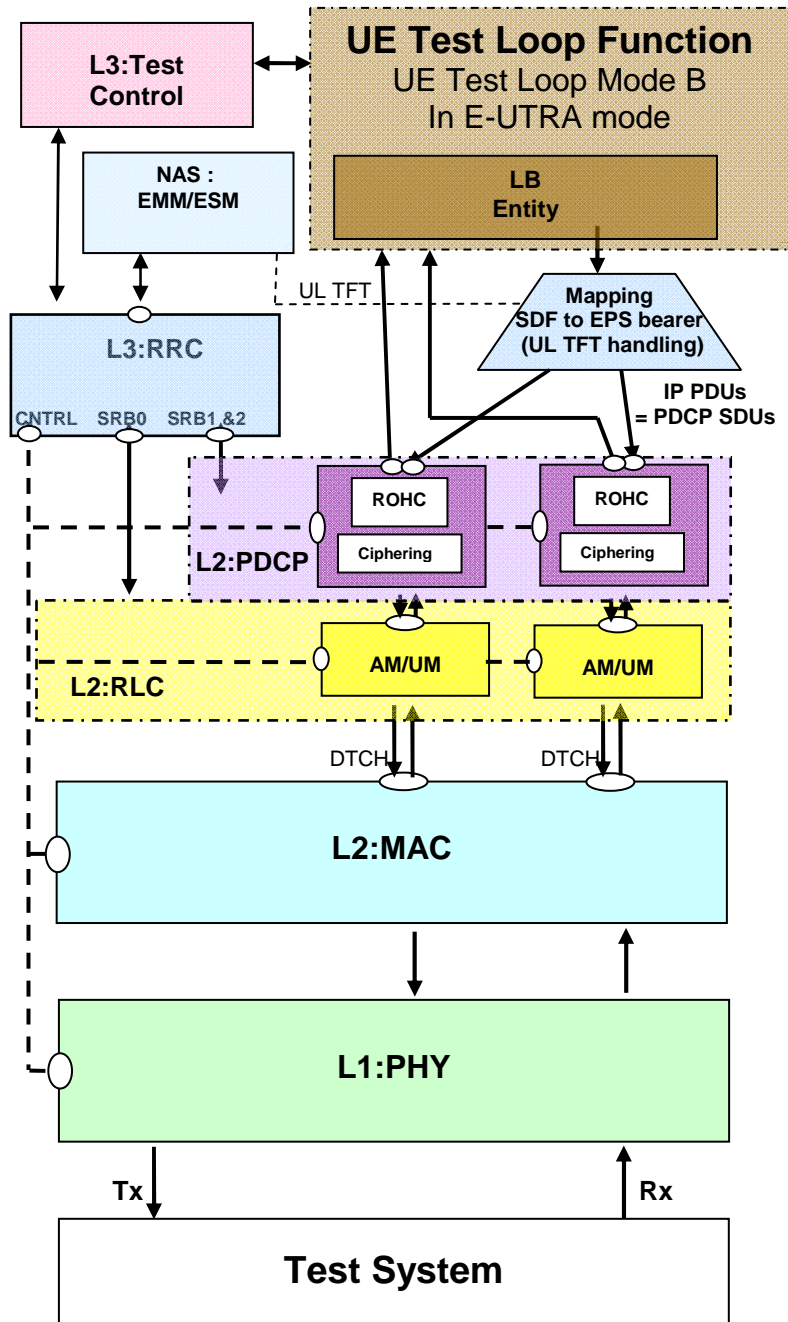 UE Test Loop Function
UE Test Loop Mode B
In E-UTRA mode
L3:Test
Control
NAS :
EMM/ESM
LB
Entity
UL TFT
Mapping
SDF to EPS bearer
(UL TFT handling)
L3:RRC
CNTRL SRB0 SRB1 &2
IP PDUs
= PDCP SDUs
ROHC
Ciphering
ROHC
Ciphering
L2:PDCP
AM/UM
AM/UM
L2:RLC
DTCH
DTCH
L2:MAC
L1:PHY
Tx
Rx
Test System